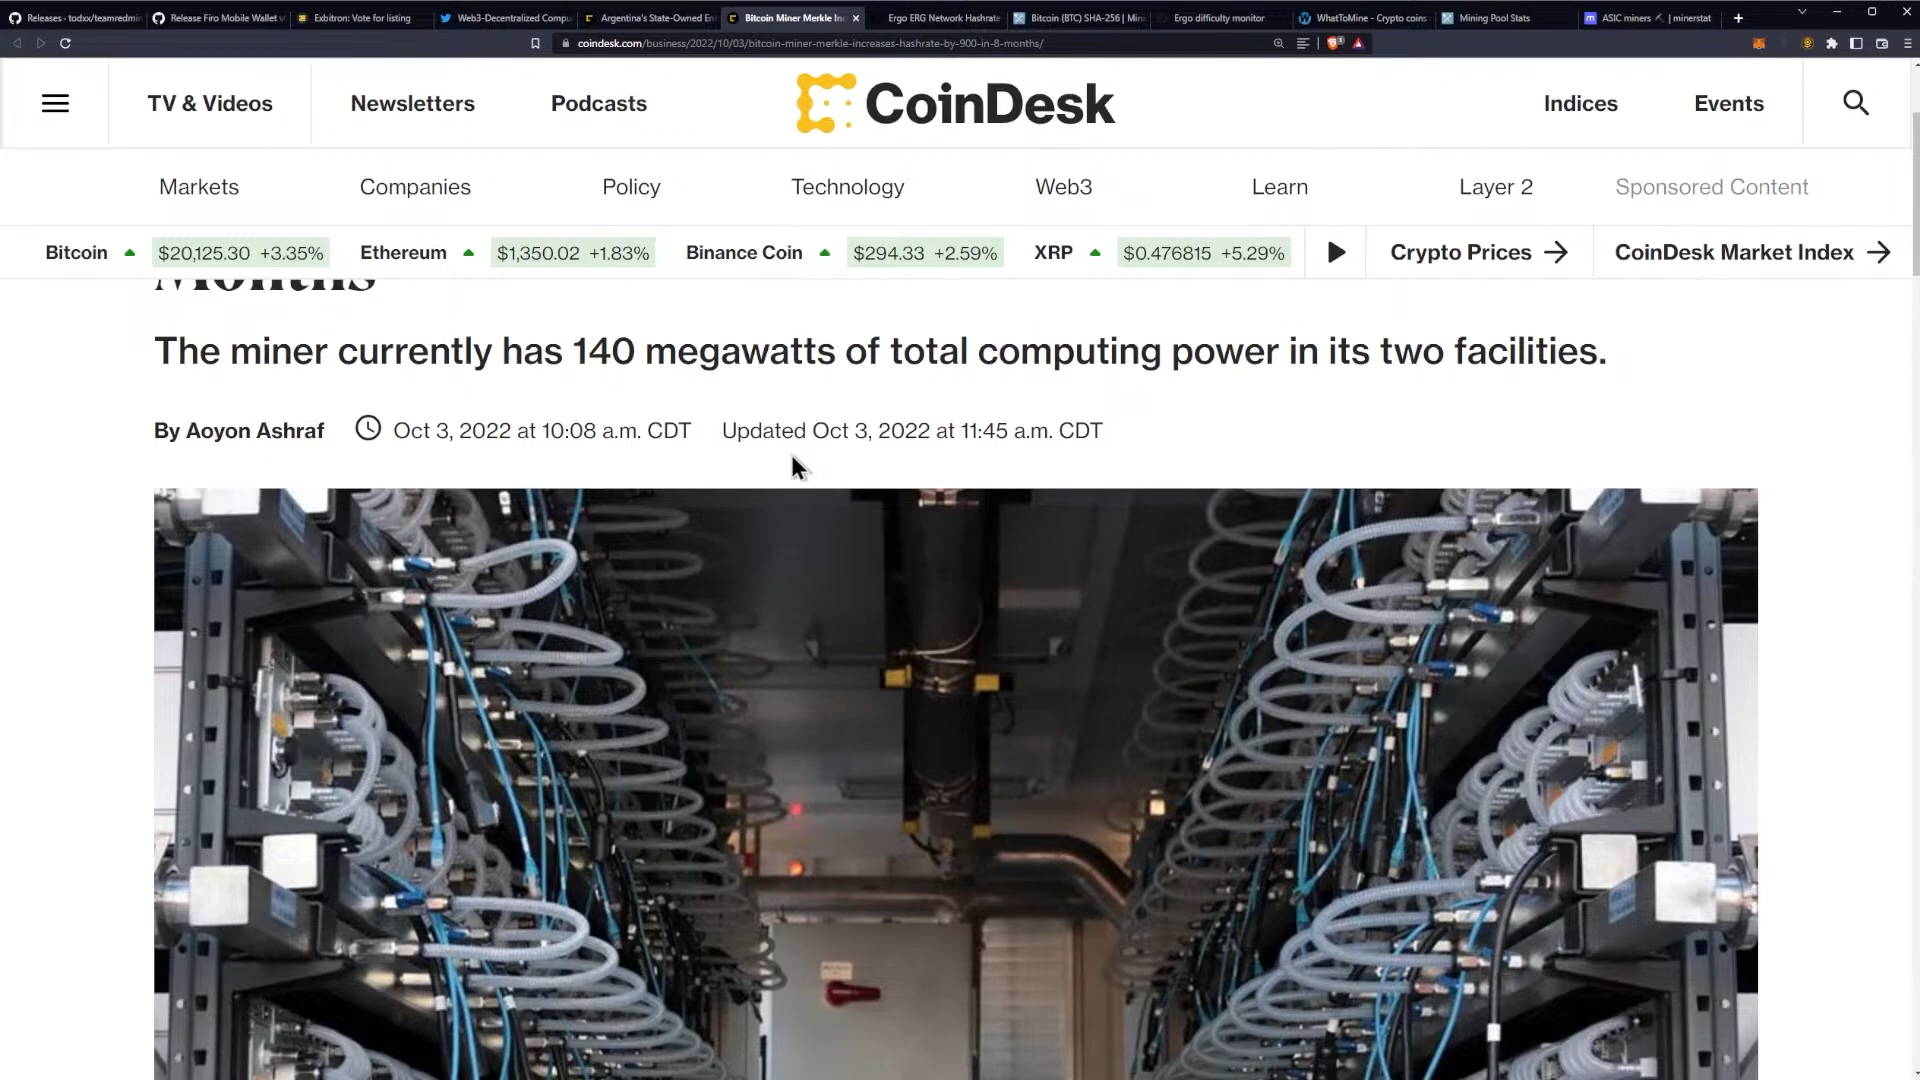 Releases - todxx/teamredmin
Release Firo Mobile Wallet v
Exbitron: Vote for listing
Web3-Decentralized Compu
Argentina's State-Owned En
Bitcoin Miner Merkle In
Ergo ERG Network Hashrate
Bitcoin (BTC) SHA-256 | Min
Ergo difficulty monitor
WhatToMine - Crypto coins
Mining Pool Stats
ASIC miners ⛏ | minerstat
coindesk.com/business/2022/10/03/bitcoin-miner-merkle-increases-hashrate-by-900-in-8-months/
TV & Videos
Newsletters
Podcasts
CoinDesk
Indices
Events
Markets
Companies
Policy
Technology
Web3
Learn
Layer 2
Sponsored Content
Bitcoin $20,125.30 +3.35%
Ethereum $1,350.02 +1.83%
Binance Coin $294.33 +2.59%
XRP $0.476815 +5.29%
Crypto Prices →
CoinDesk Market Index →
Months
The miner currently has 140 megawatts of total computing power in its two facilities.
By Aoyon Ashraf
Oct 3, 2022 at 10:08 a.m. CDT
Updated Oct 3, 2022 at 11:45 a.m. CDT